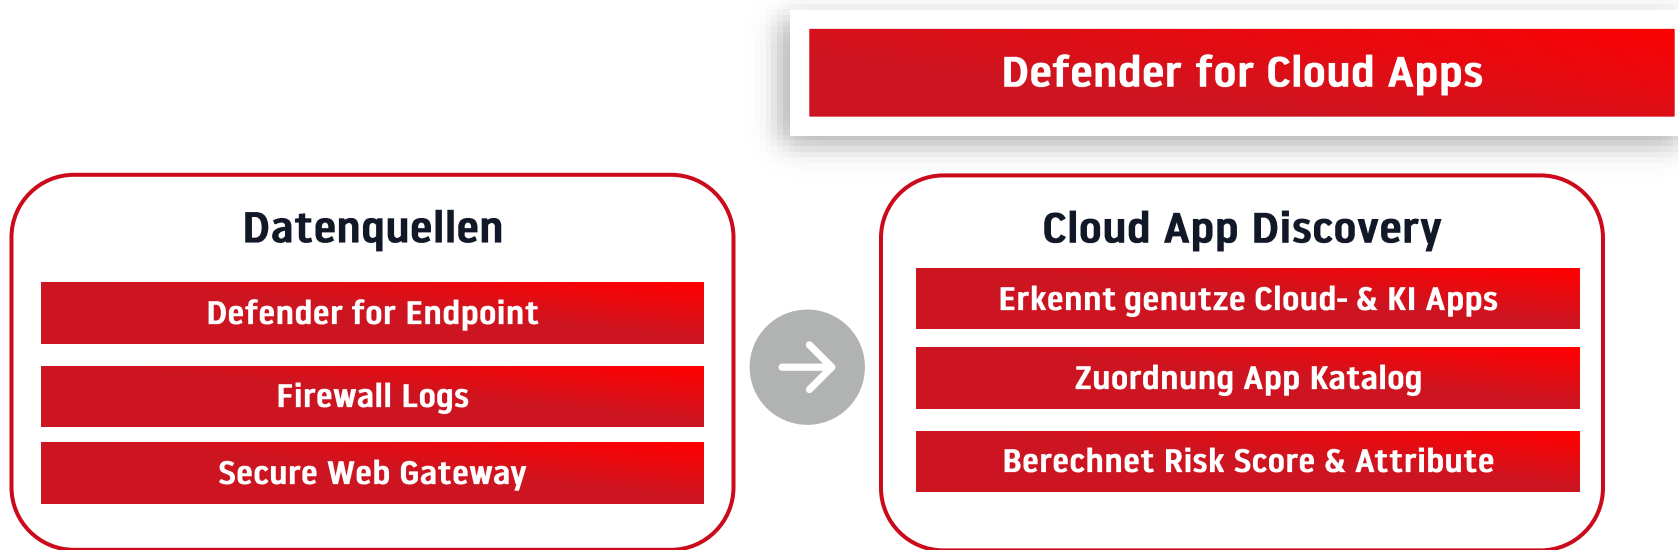 Defender for Cloud Apps
Datenquellen
Defender for Endpoint
Firewall Logs
Secure Web Gateway
Cloud App Discovery
Erkennt genutze Cloud- & KI Apps
Zuordnung App Katalog
Berechnet Risk Score & Attribute